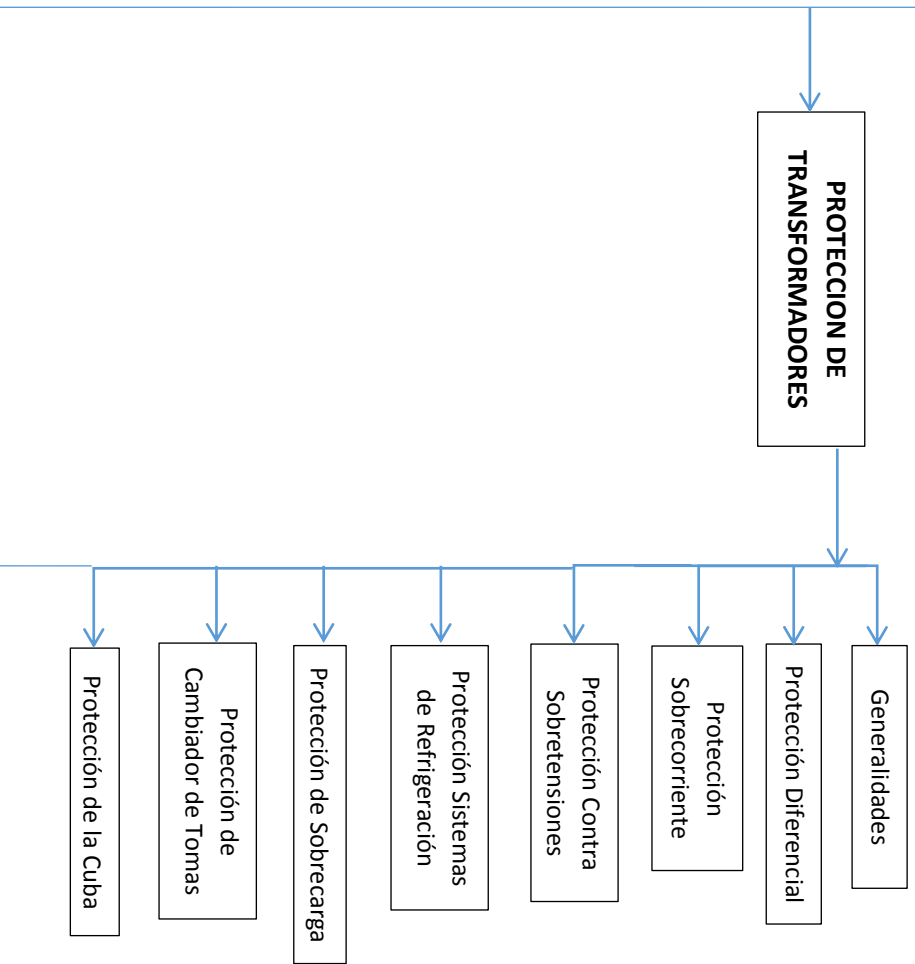 PROTECCION DE
TRANSFORMADORES
Generalidades
Protección Diferencial
Protección
Sobrecorriente
Protección Contra
Sobretensiones
Protección Sistemas
de Refrigeración
Protección de Sobrecarga
Protección de
Cambiador de Tomas
Protección de la Cuba